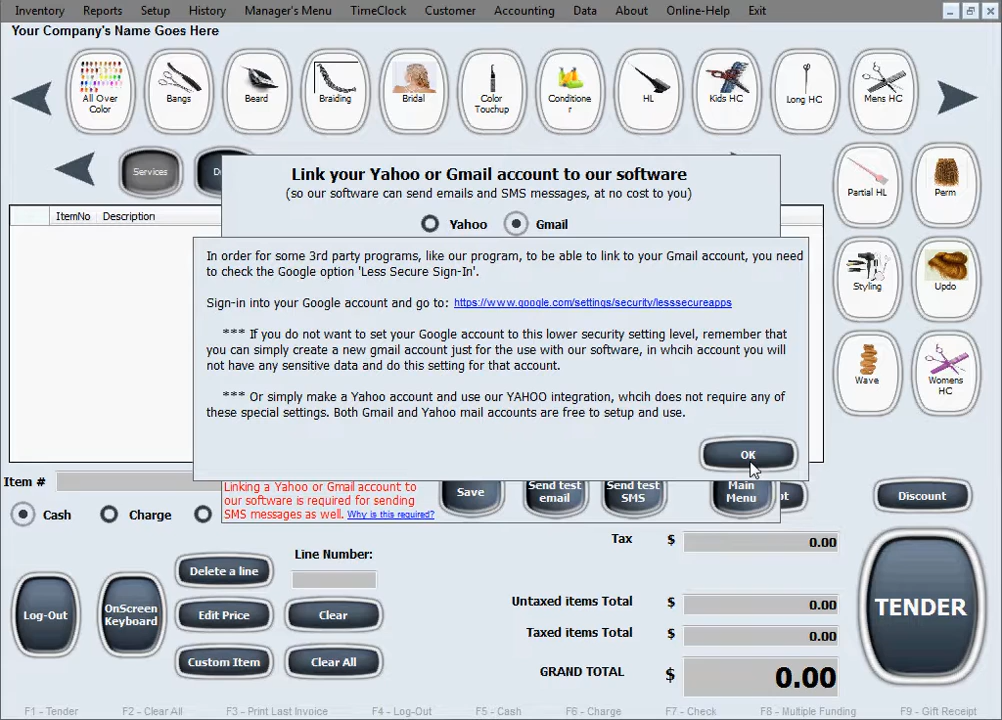 Inventory Reports Setup History Manager's Menu TimeClock Customer Accounting Data About Online-Help Exit
Your Company's Name Goes Here
All Over Color
Bangs
Beard
Braiding
Bridal
Color Touchup
Conditione r
HL
Kids HC
Long HC
Mens HC
Services
Partial HL
Perm
Link your Yahoo or Gmail account to our software
(so our software can send emails and SMS messages, at no cost to you)
Yahoo Gmail
ItemNo Description
In order for some 3rd party programs, like our program, to be able to link to your Gmail account, you need
to check the Google option 'Less Secure Sign-In'.
Sign-in into your Google account and go to: https://www.google.com/settings/security/lesssecureapps
*** If you do not want to set your Google account to this lower security setting level, remember that
you can simply create a new gmail account just for the use with our software, in whcih account you will
not have any sensitive data and do this setting for that account.
*** Or simply make a Yahoo account and use our YAHOO integration, whcih does not require any of
these special settings. Both Gmail and Yahoo mail accounts are free to setup and use.
OK
Styling
Updo
Wave
Womens HC
Item #
Linking a Yahoo or Gmail account to
our software is required for sending
SMS messages as well. Why is this required?
Save
Send test email
Send test SMS
Main Menu
Discount
Cash Charge
Tax $ 0.00
Line Number:
Delete a line
Log-Out
OnScreen Keyboard
Edit Price
Clear
Custom Item
Clear All
Untaxed items Total $ 0.00
Taxed items Total $ 0.00
GRAND TOTAL $ 0.00
TENDER
F1 - Tender F2 - Clear All F3 - Print Last Invoice F4 - Log-Out F5 - Cash F6 - Charge F7 - Check F8 - Multiple Funding F9 - Gift Receipt